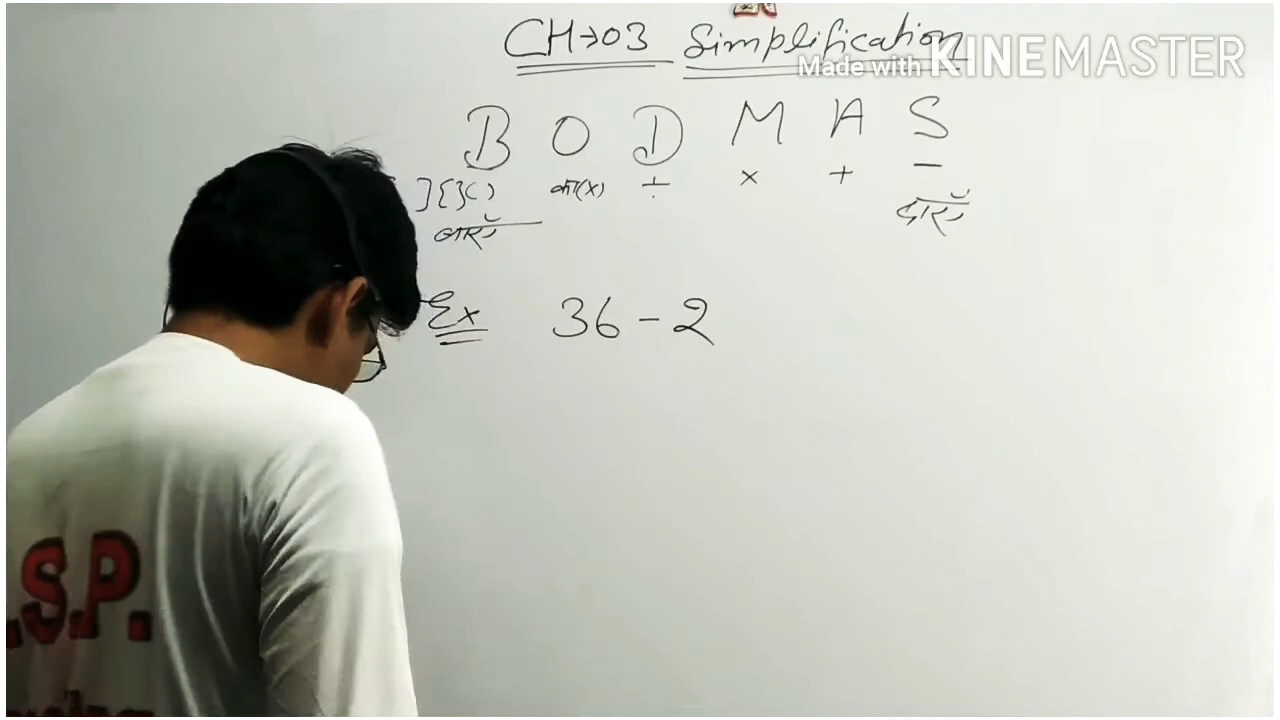 CH→03 Simplification
Made with KINEMASTER
B O D M A S
] { } ( ) का(×) ÷ × + −
बाएँ दाएँ
Ex 36 - 2
.S.P.